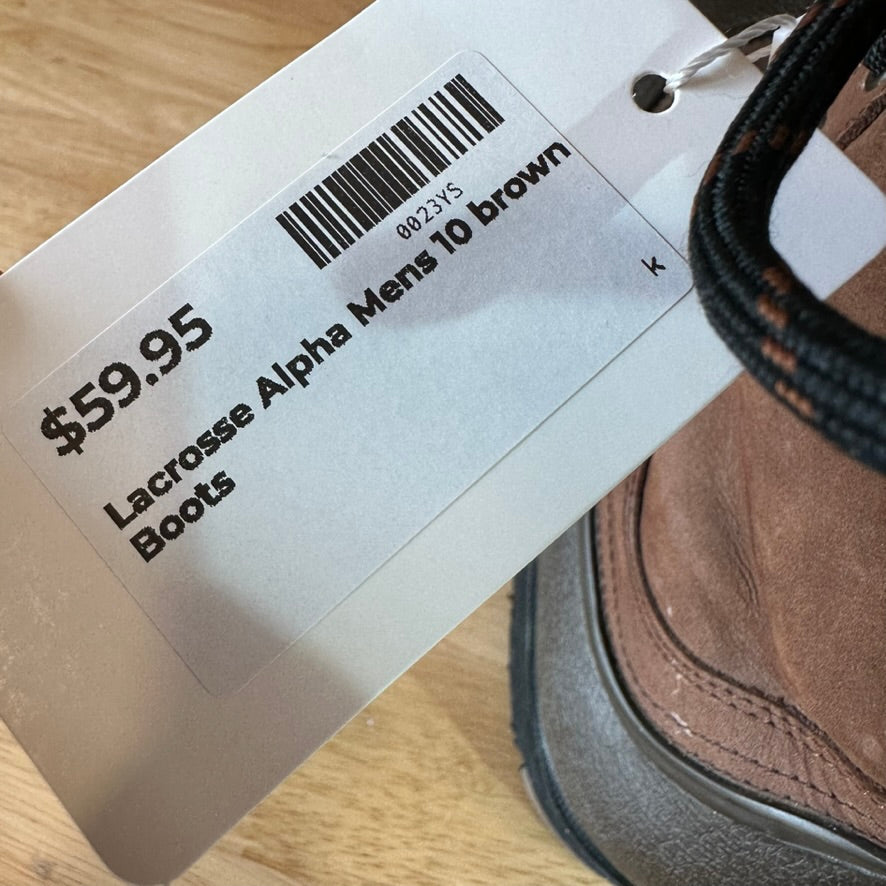 0023YS
$59.95
Lacrosse Alpha Mens 10 brown
Boots
k